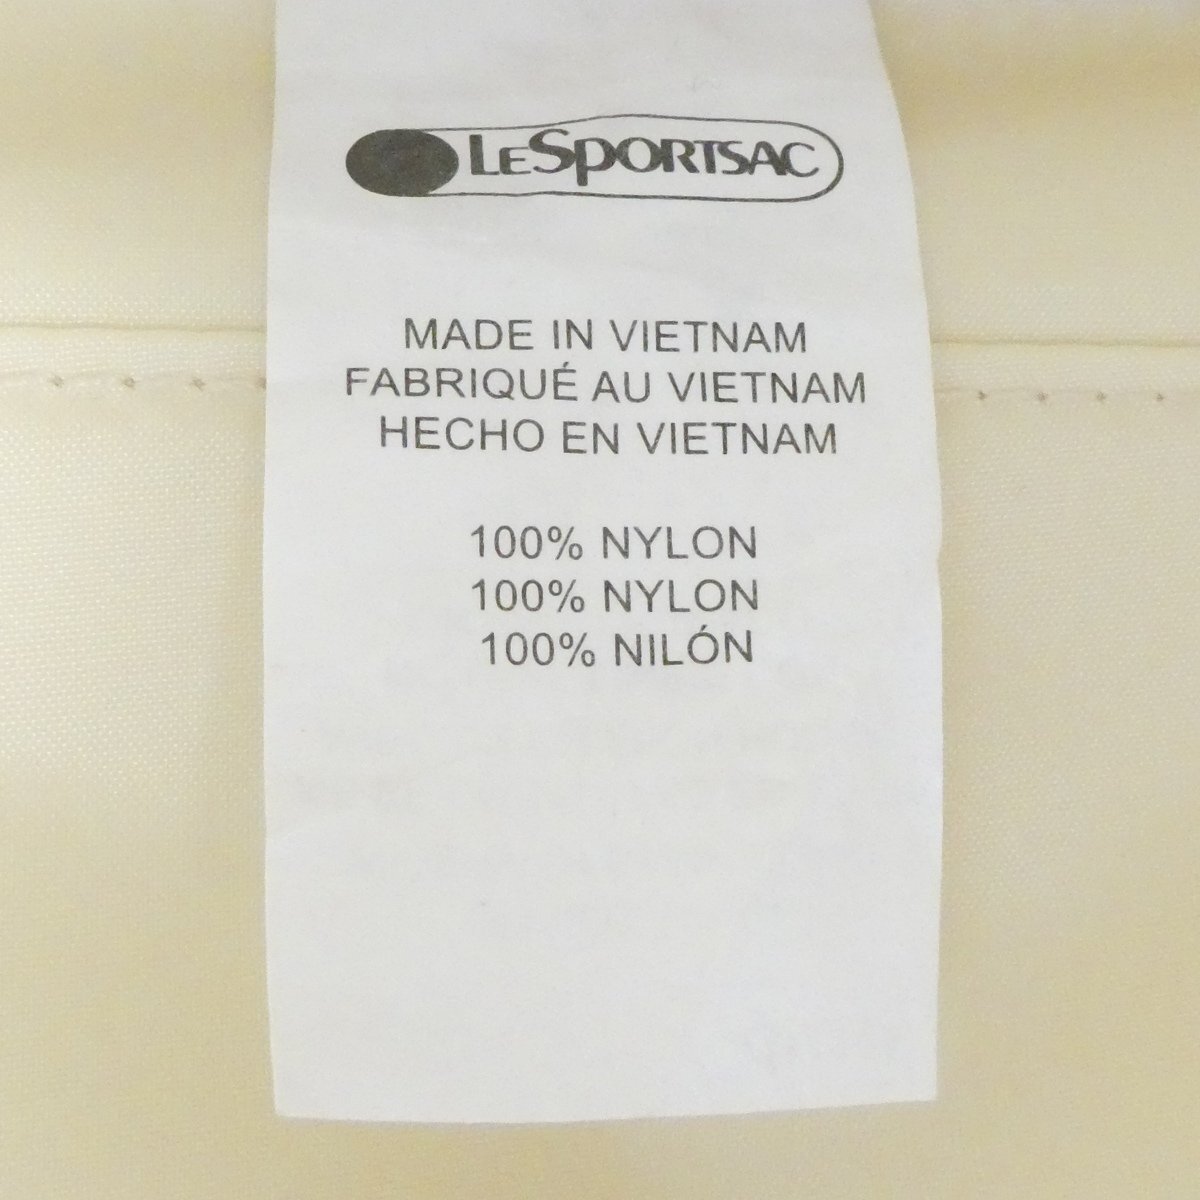 LeSportsac
MADE IN VIETNAM
FABRIQUÉ AU VIETNAM
HECHO EN VIETNAM
100% NYLON
100% NYLON
100% NILÓN